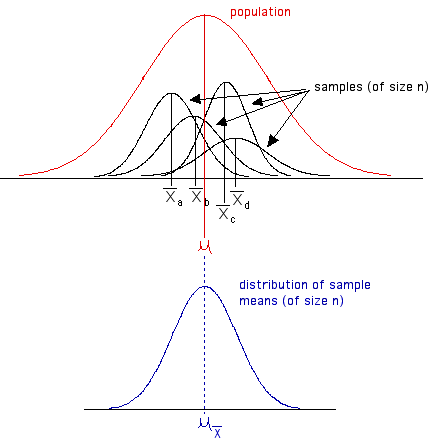 population
samples (of size n)
X̅a X̅b X̅c X̅d
μ
distribution of sample
means (of size n)
μX̅